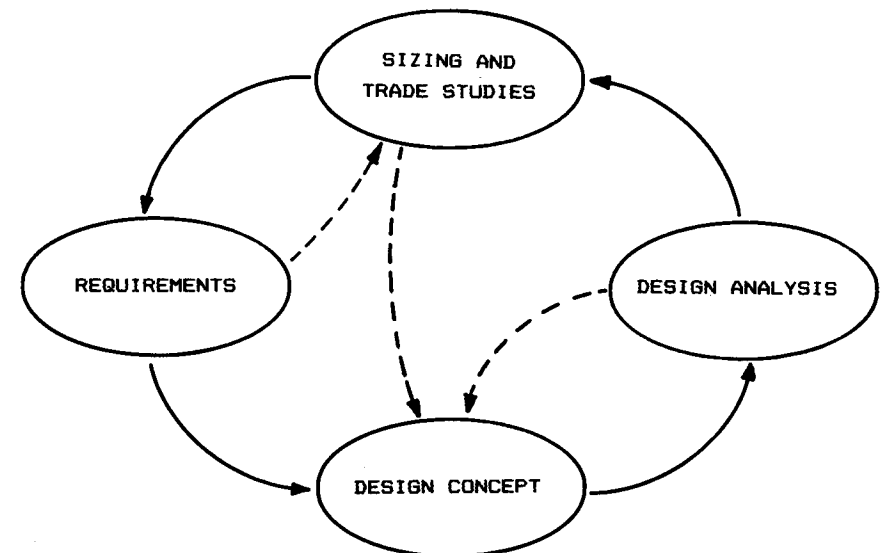 SIZING AND
TRADE STUDIES
REQUIREMENTS
DESIGN ANALYSIS
DESIGN CONCEPT